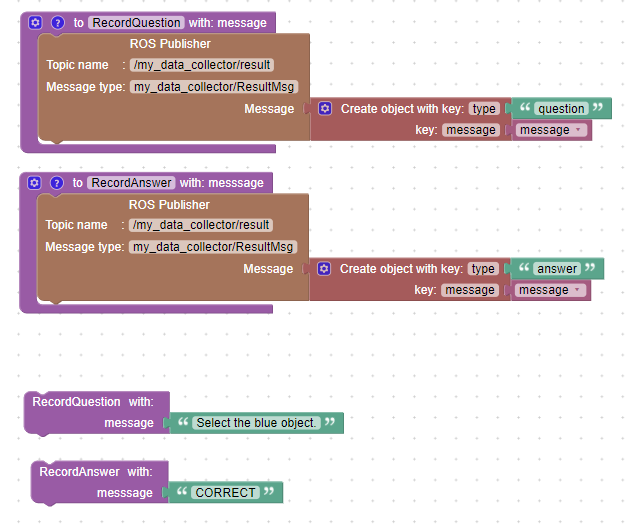 to RecordQuestion with: message
ROS Publisher
Topic name : /my_data_collector/result
Message type: my_data_collector/ResultMsg
Message Create object with key: type “ question ”
key: message message
to RecordAnswer with: messsage
ROS Publisher
Topic name : /my_data_collector/result
Message type: my_data_collector/ResultMsg
Message Create object with key: type “ answer ”
key: message message
RecordQuestion with:
message “ Select the blue object. ”
RecordAnswer with:
messsage “ CORRECT ”